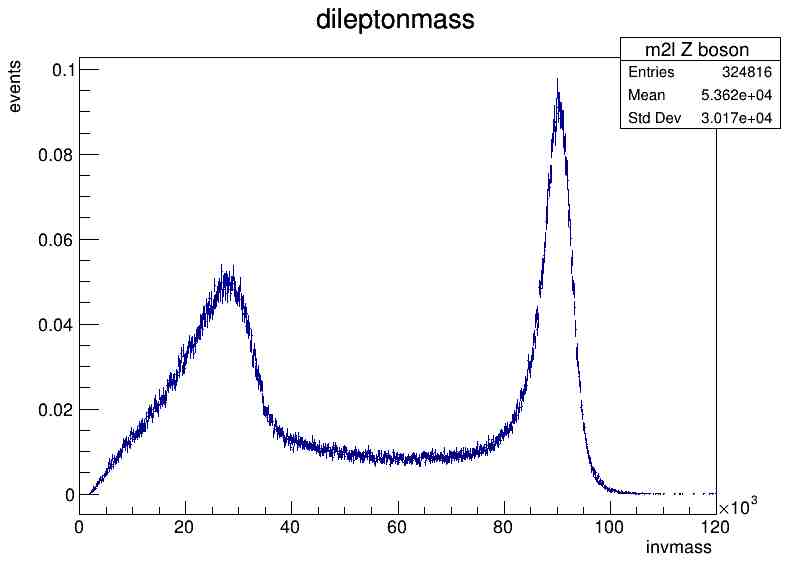 dileptonmass
m2l Z boson
Entries 324816
Mean 5.362e+04
Std Dev 3.017e+04
events
0.1
0.08
0.06
0.04
0.02
0
0 20 40 60 80 100 120
×10³
invmass